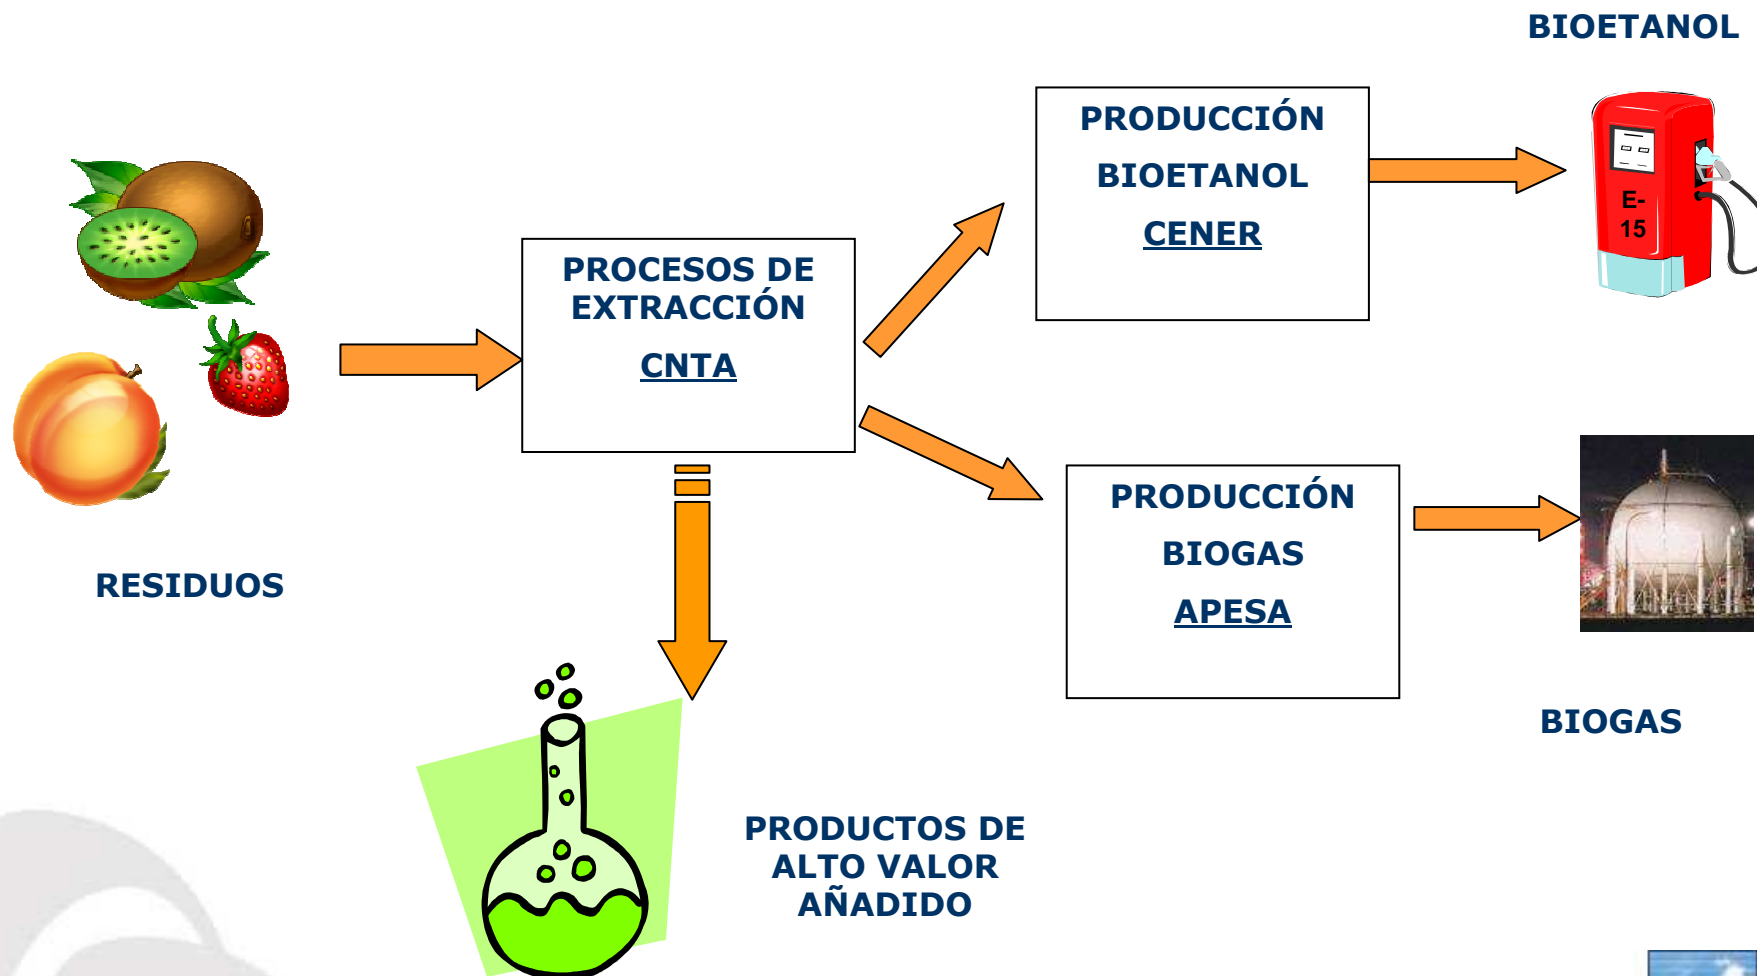 BIOETANOL
PRODUCCIÓN
BIOETANOL
CENER
E-
15
PROCESOS DE
EXTRACCIÓN
CNTA
PRODUCCIÓN
BIOGAS
APESA
RESIDUOS
BIOGAS
PRODUCTOS DE
ALTO VALOR
AÑADIDO